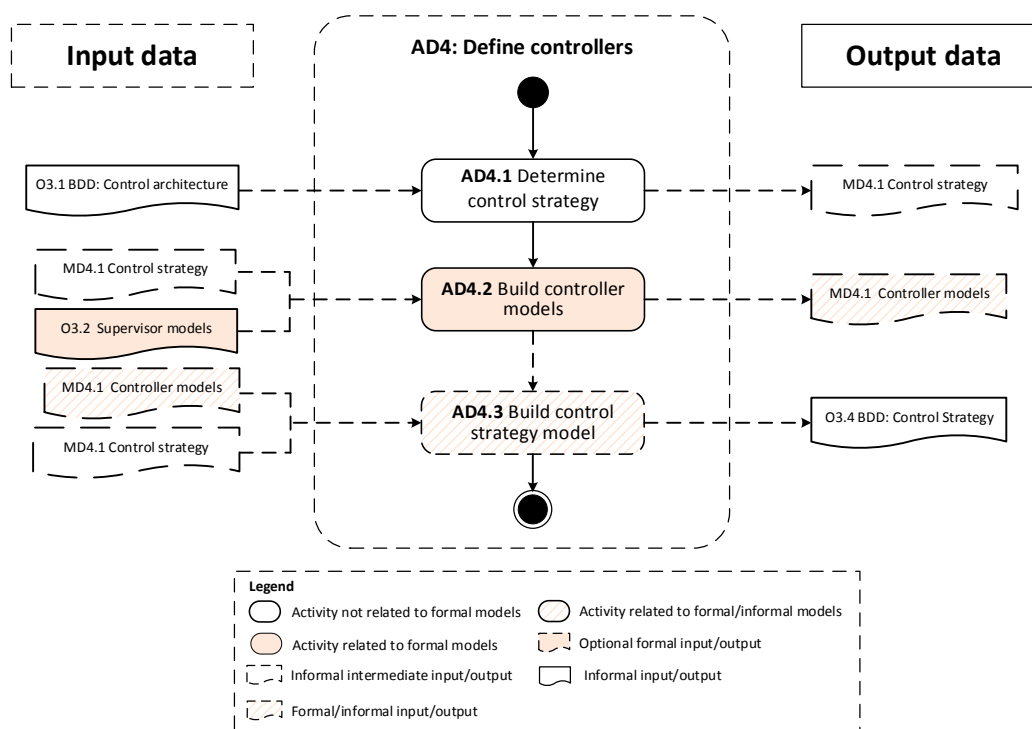 Input data
AD4: Define controllers
Output data
O3.1 BDD: Control architecture
AD4.1 Determine
control strategy
MD4.1 Control strategy
MD4.1 Control strategy
O3.2 Supervisor models
AD4.2 Build controller
models
MD4.1 Controller models
MD4.1 Controller models
MD4.1 Control strategy
AD4.3 Build control
strategy model
O3.4 BDD: Control Strategy
Legend
Activity not related to formal models
Activity related to formal/informal models
Activity related to formal models
Optional formal input/output
Informal intermediate input/output
Informal input/output
Formal/informal input/output